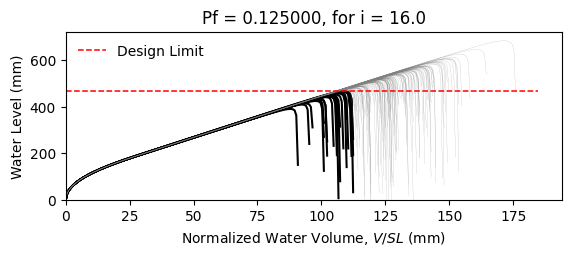 Pf = 0.125000, for i = 16.0
Design Limit
Water Level (mm)
600
400
200
0
0 25 50 75 100 125 150 175
Normalized Water Volume, V/SL (mm)